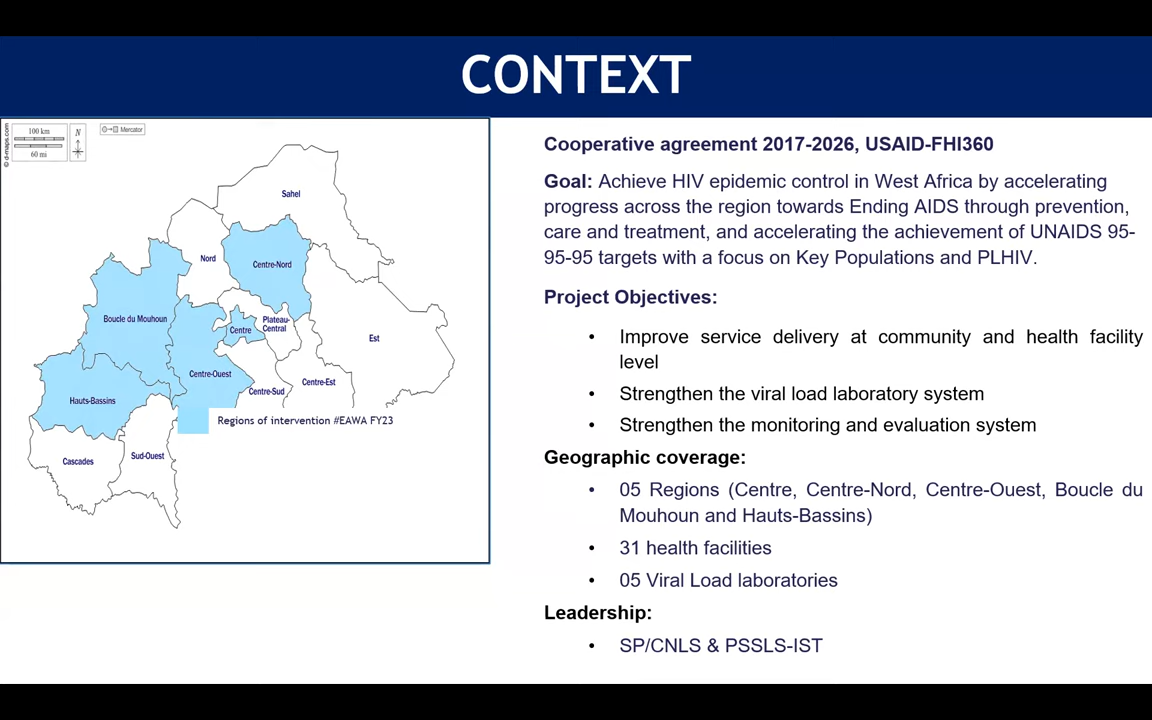 CONTEXT
© d-maps.com
100 km
60 mi
N
Mercator
Sahel
Nord
Centre-Nord
Boucle du Mouhoun
Centre
Plateau-
Central
Est
Centre-Ouest
Centre-Est
Centre-Sud
Hauts-Bassins
Regions of intervention #EAWA FY23
Sud-Ouest
Cascades
Cooperative agreement 2017-2026, USAID-FHI360
Goal: Achieve HIV epidemic control in West Africa by accelerating
progress across the region towards Ending AIDS through prevention,
care and treatment, and accelerating the achievement of UNAIDS 95-
95-95 targets with a focus on Key Populations and PLHIV.
Project Objectives:
• Improve service delivery at community and health facility
level
• Strengthen the viral load laboratory system
• Strengthen the monitoring and evaluation system
Geographic coverage:
• 05 Regions (Centre, Centre-Nord, Centre-Ouest, Boucle du
Mouhoun and Hauts-Bassins)
• 31 health facilities
• 05 Viral Load laboratories
Leadership:
• SP/CNLS & PSSLS-IST